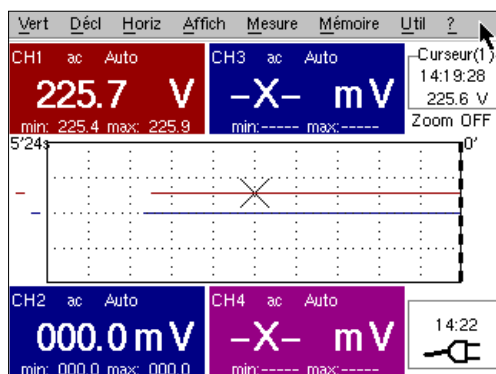 Vert Décl Horiz Affich Mesure Mémoire Util ?
CH1 ac Auto
225.7 V
min: 225.4 max: 225.9
CH3 ac Auto
–X– mV
min:----- max:-----
Curseur(1)
14:19:28
225.6 V
Zoom OFF
5'24s
0'
CH2 ac Auto
000.0 mV
min: 000.0 max: 000.0
CH4 ac Auto
–X– mV
min:----- max:-----
14:22